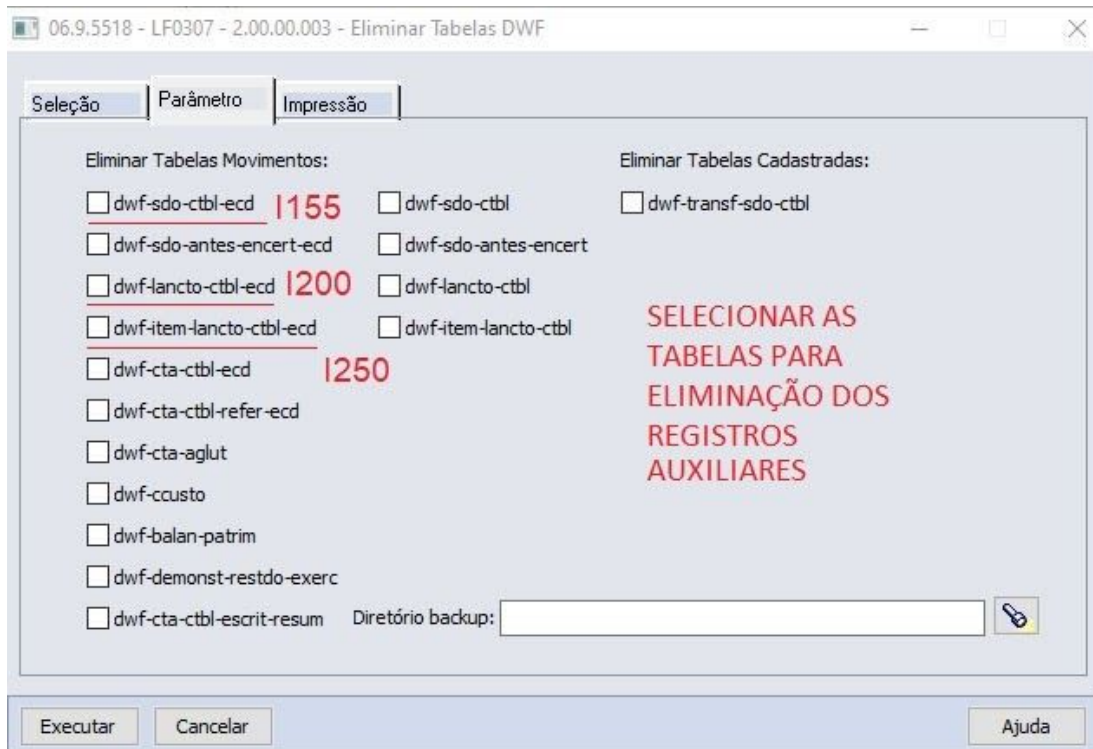 06.9.5518 - LF0307 - 2.00.00.003 - Eliminar Tabelas DWF
Seleção Parâmetro Impressão
Eliminar Tabelas Movimentos: Eliminar Tabelas Cadastradas:
dwf-sdo-ctbl-ecd I155 dwf-sdo-ctbl dwf-transf-sdo-ctbl
dwf-sdo-antes-encert-ecd dwf-sdo-antes-encert
dwf-lancto-ctbl-ecd I200 dwf-lancto-ctbl
dwf-item-lancto-ctbl-ecd dwf-item-lancto-ctbl
dwf-cta-ctbl-ecd I250
dwf-cta-ctbl-refer-ecd
dwf-cta-aglut
dwf-ccusto
dwf-balan-patrim
dwf-demonst-restdo-exerc
dwf-cta-ctbl-escrit-resum Diretório backup:
SELECIONAR AS
TABELAS PARA
ELIMINAÇÃO DOS
REGISTROS
AUXILIARES
Executar Cancelar Ajuda